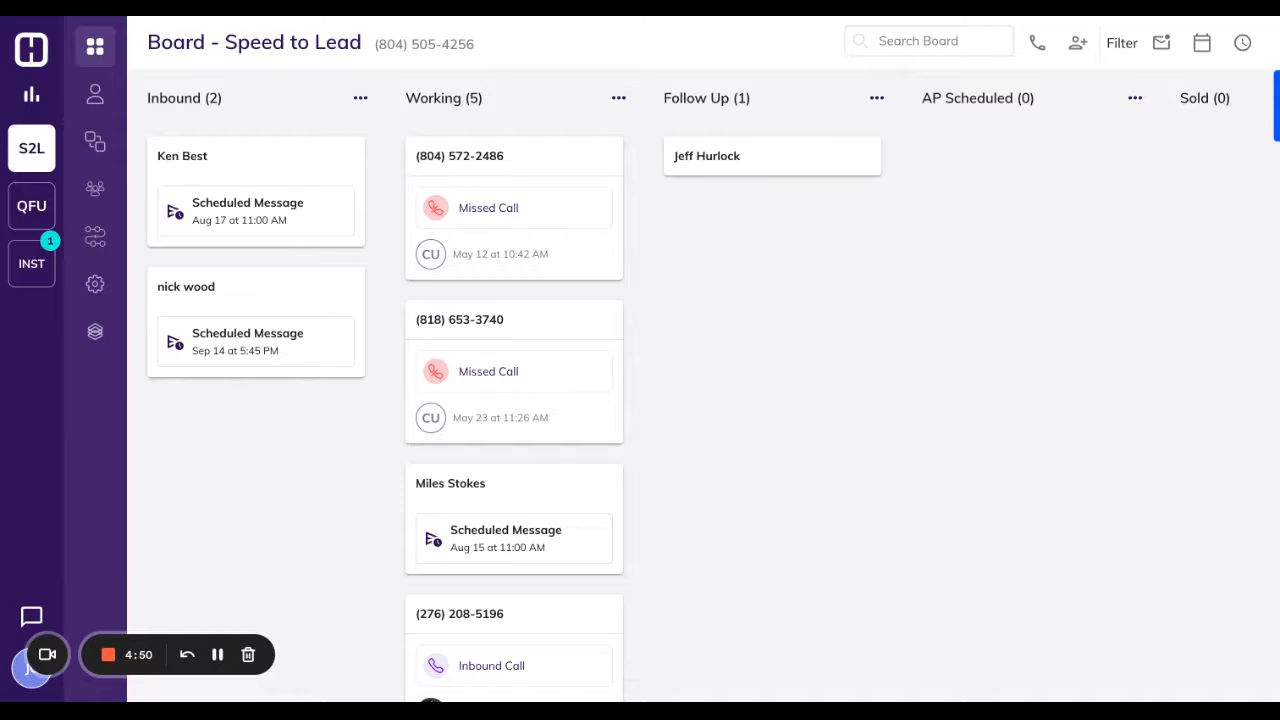 Board - Speed to Lead (804) 505-4256
Search Board
Filter
S2L
QFU
1
INST
Inbound (2)
Ken Best
Scheduled Message
Aug 17 at 11:00 AM
nick wood
Scheduled Message
Sep 14 at 5:45 PM
Working (5)
(804) 572-2486
Missed Call
CU May 12 at 10:42 AM
(818) 653-3740
Missed Call
CU May 23 at 11:26 AM
Miles Stokes
Scheduled Message
Aug 15 at 11:00 AM
(276) 208-5196
Inbound Call
Follow Up (1)
Jeff Hurlock
AP Scheduled (0)
Sold (0)
4:50